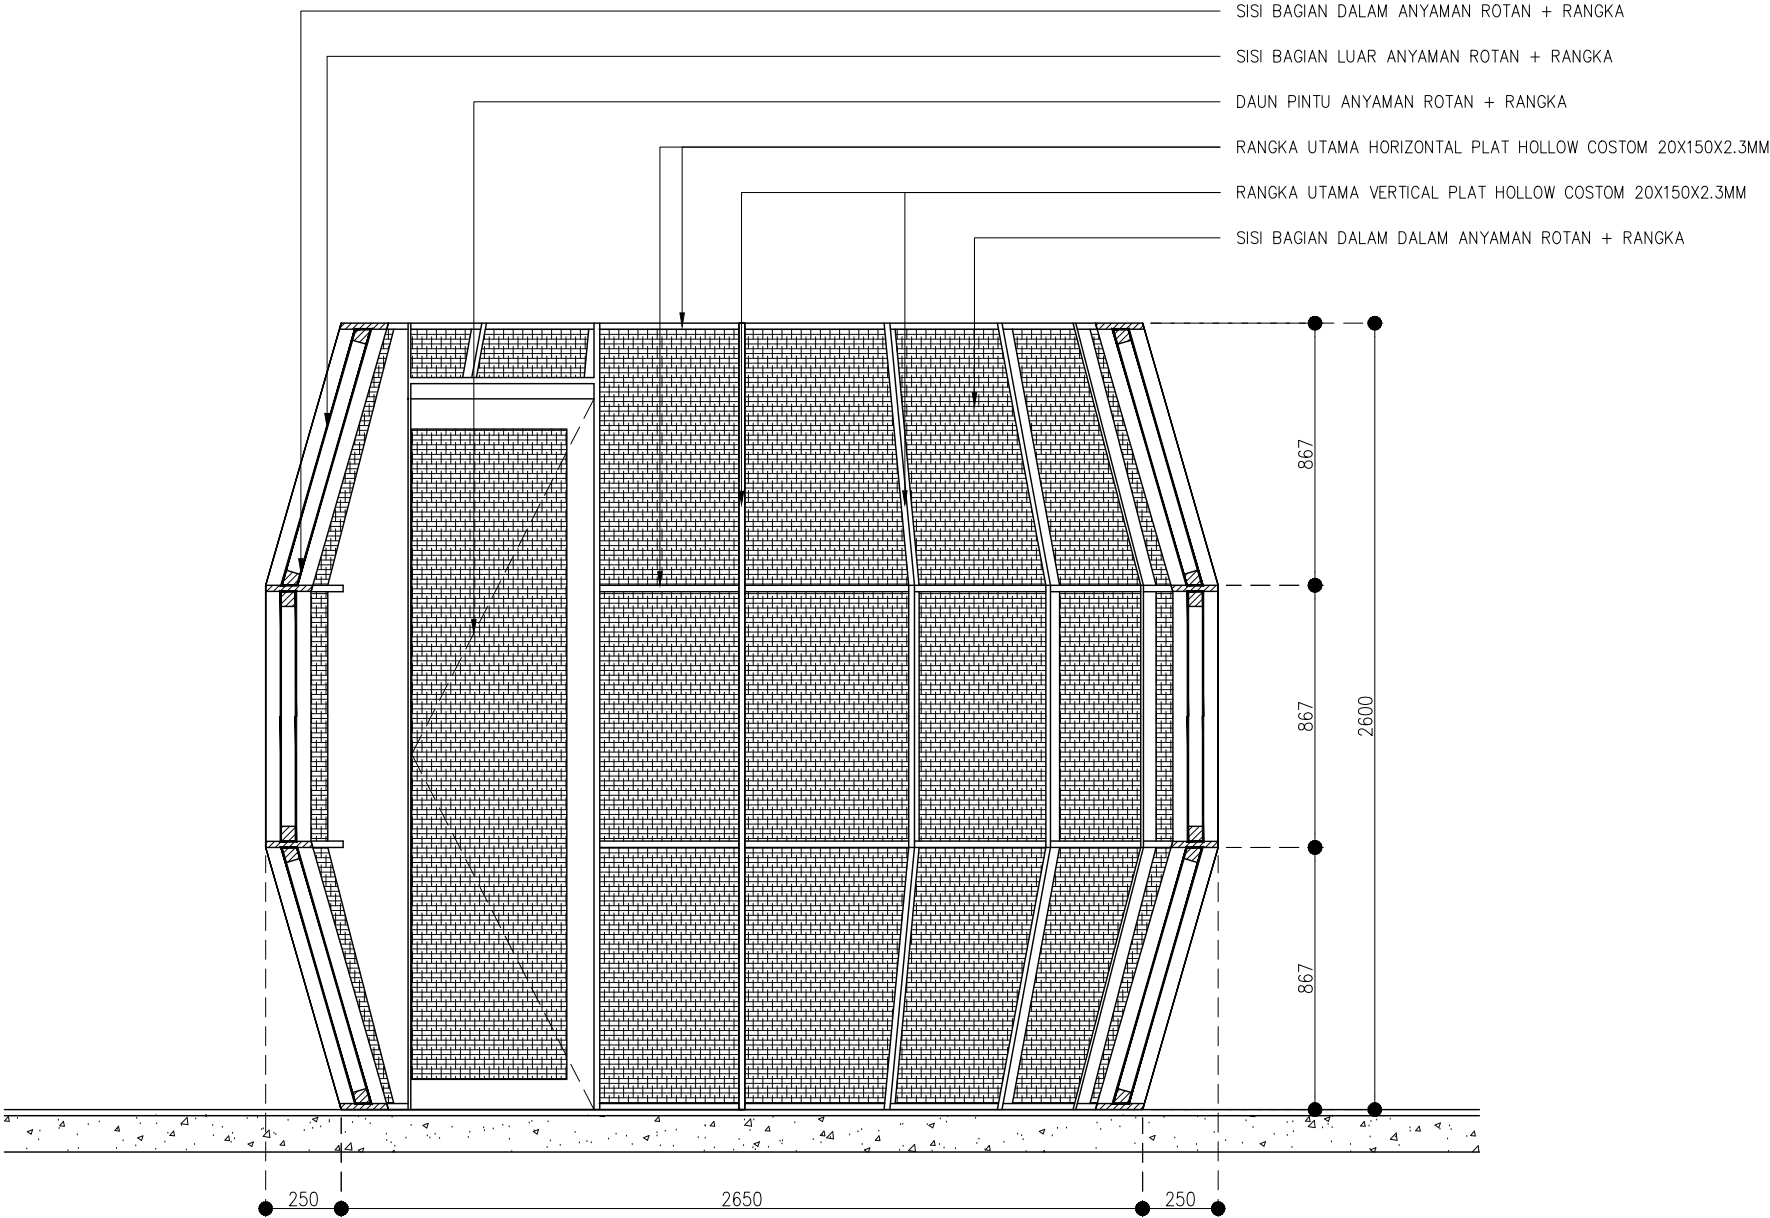 SISI BAGIAN DALAM ANYAMAN ROTAN + RANGKA
SISI BAGIAN LUAR ANYAMAN ROTAN + RANGKA
DAUN PINTU ANYAMAN ROTAN + RANGKA
RANGKA UTAMA HORIZONTAL PLAT HOLLOW COSTOM 20X150X2.3MM
RANGKA UTAMA VERTICAL PLAT HOLLOW COSTOM 20X150X2.3MM
SISI BAGIAN DALAM DALAM ANYAMAN ROTAN + RANGKA
867
867
2600
867
250
2650
250